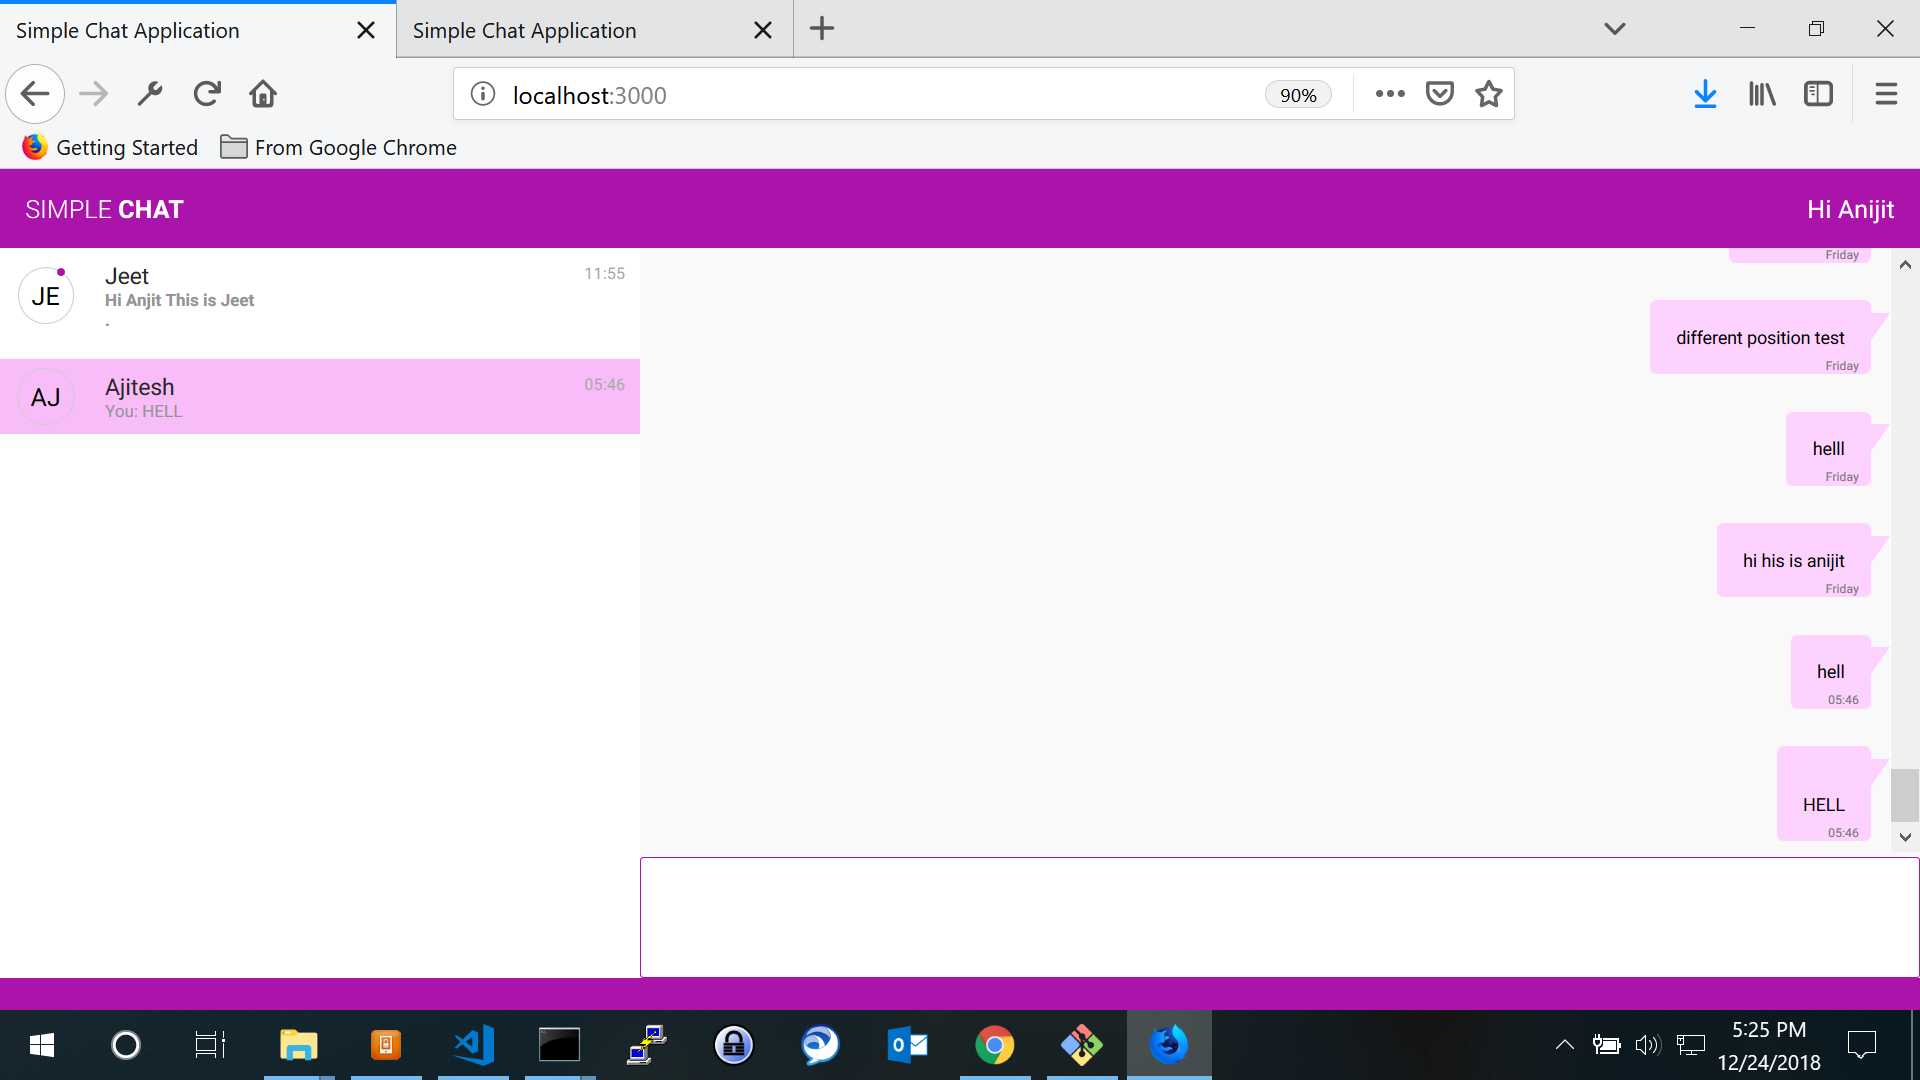 Simple Chat Application
Simple Chat Application
localhost:3000
90%
Getting Started
From Google Chrome
SIMPLE CHAT
Hi Anijit
JE
Jeet
11:55
Hi Anjit This is Jeet
.
AJ
Ajitesh
05:46
You: HELL
Friday
different position test
Friday
helll
Friday
hi his is anijit
Friday
hell
05:46
HELL
05:46
5:25 PM
12/24/2018